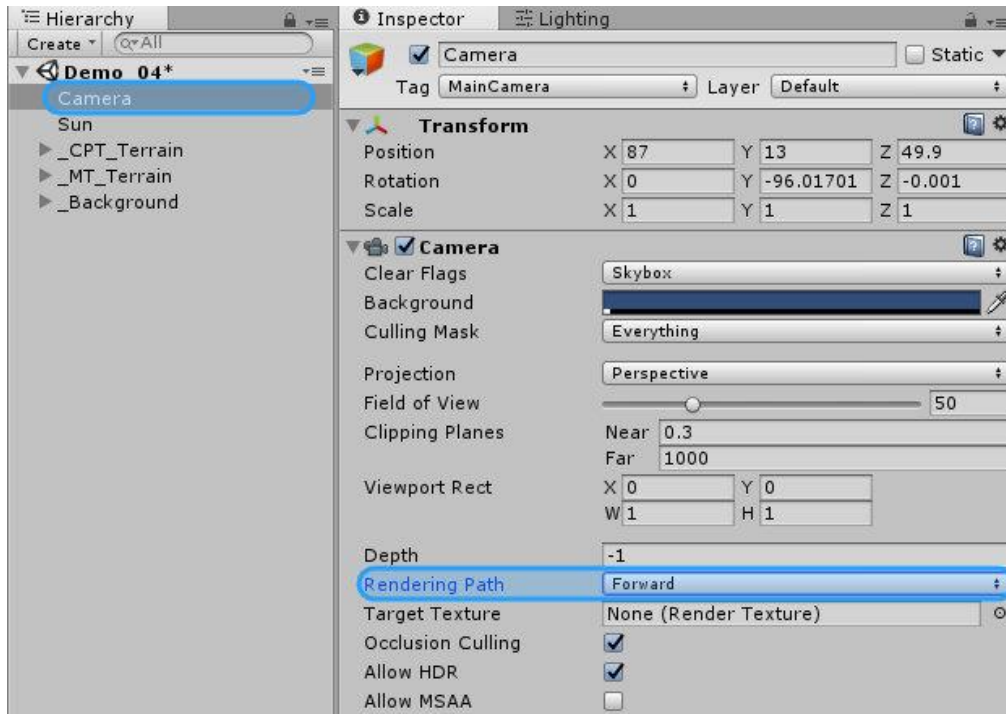 Hierarchy
Create
All
Demo_04*
Camera
Sun
_CPT_Terrain
_MT_Terrain
_Background
Inspector
Lighting
Camera
Static
Tag MainCamera Layer Default
Transform
Position X 87 Y 13 Z 49.9
Rotation X 0 Y -96.01701 Z -0.001
Scale X 1 Y 1 Z 1
Camera
Clear Flags Skybox
Background
Culling Mask Everything
Projection Perspective
Field of View 50
Clipping Planes Near 0.3
Far 1000
Viewport Rect X 0 Y 0
W 1 H 1
Depth -1
Rendering Path Forward
Target Texture None (Render Texture)
Occlusion Culling
Allow HDR
Allow MSAA